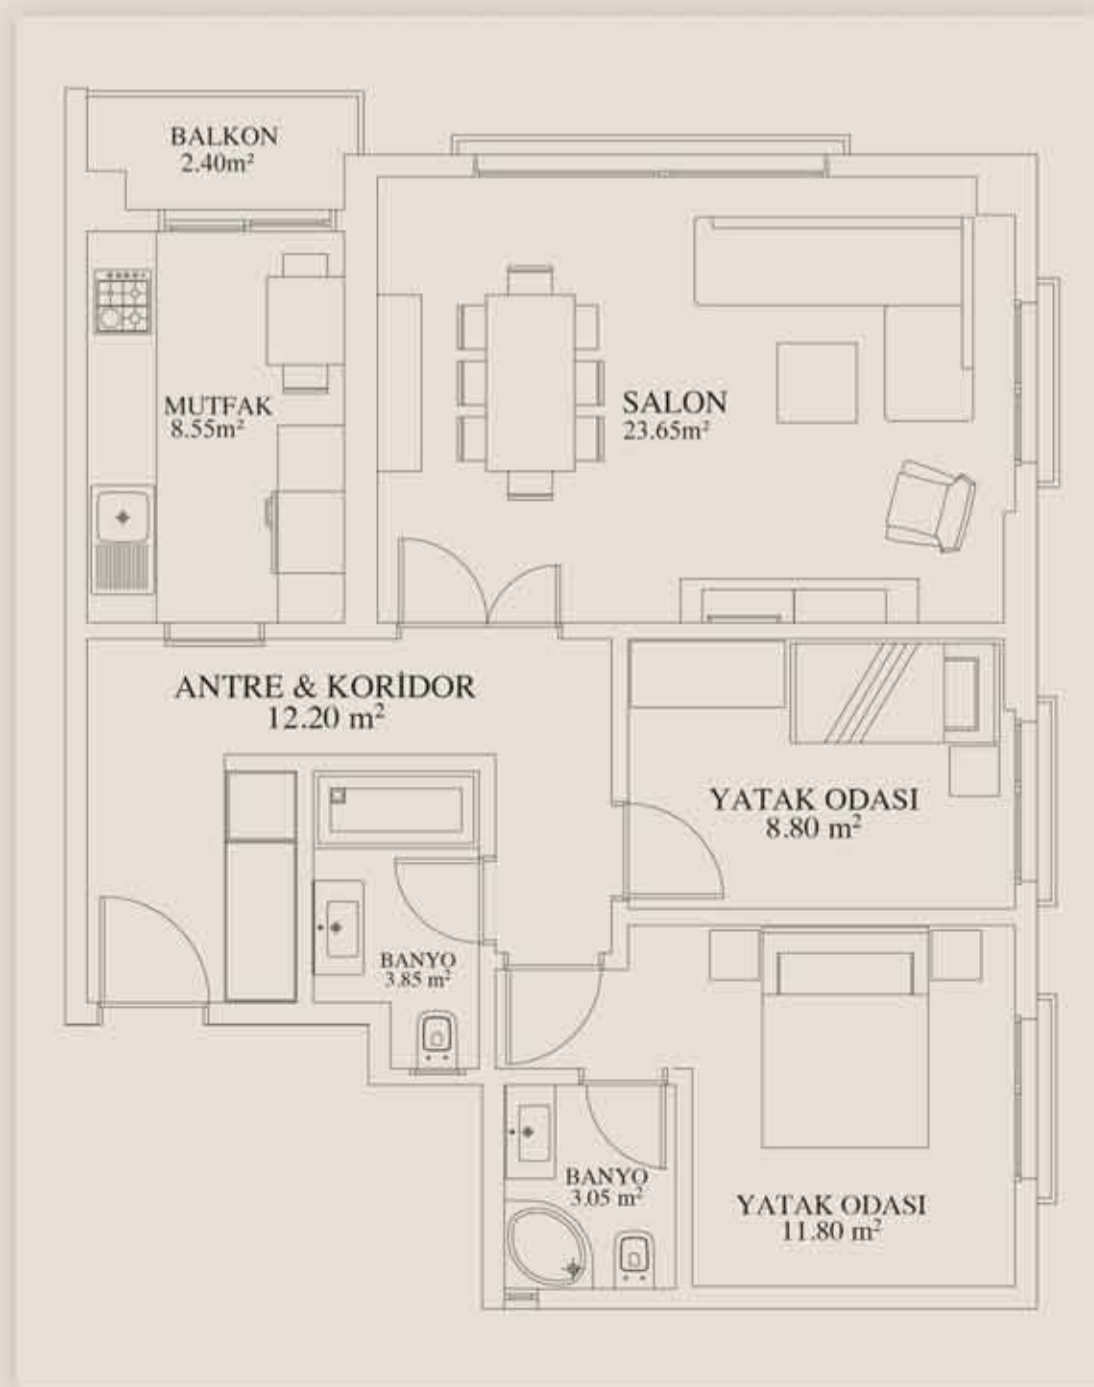 BALKON
2.40m²
MUTFAK
8.55m²
SALON
23.65m²
ANTRE & KORİDOR
12.20 m²
YATAK ODASI
8.80 m²
BANYO
3.85 m²
BANYO
3.05 m²
YATAK ODASI
11.80 m²